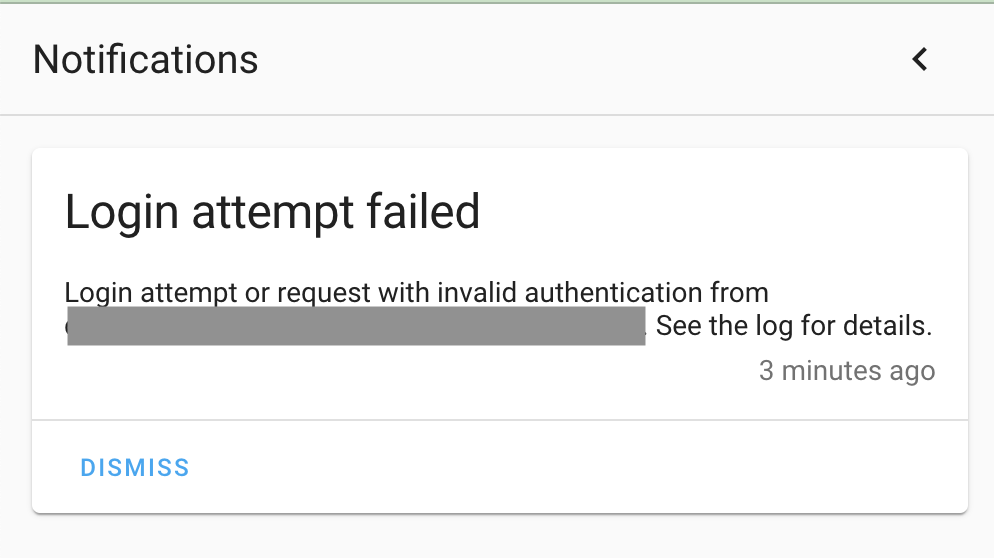 Notifications
Login attempt failed
Login attempt or request with invalid authentication from
. See the log for details.
3 minutes ago
DISMISS